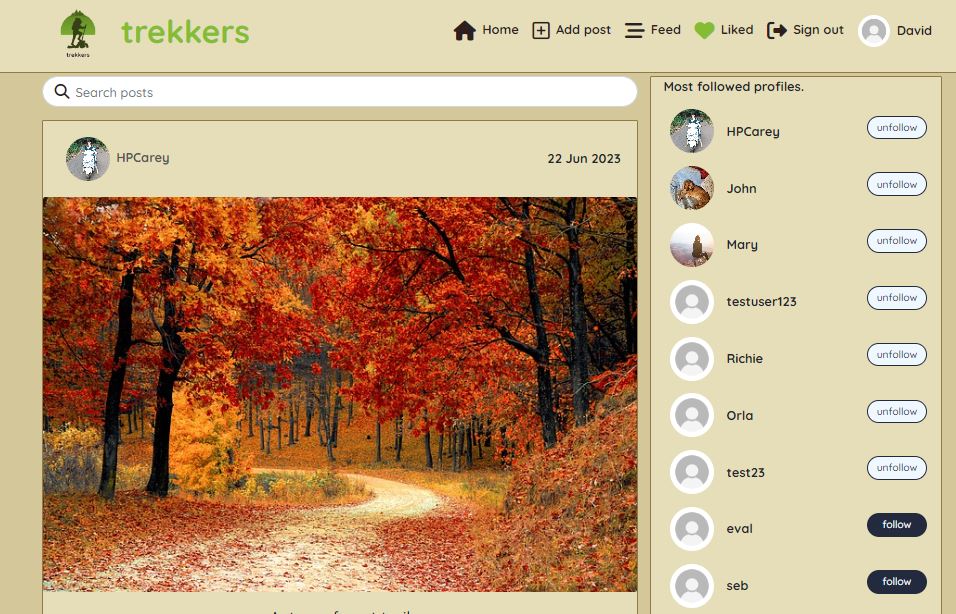 trekkers
trekkers
Home
Add post
Feed
Liked
Sign out
David
Search posts
HPCarey
22 Jun 2023
Most followed profiles.
HPCarey
unfollow
John
unfollow
Mary
unfollow
testuser123
unfollow
Richie
unfollow
Orla
unfollow
test23
unfollow
eval
follow
seb
follow